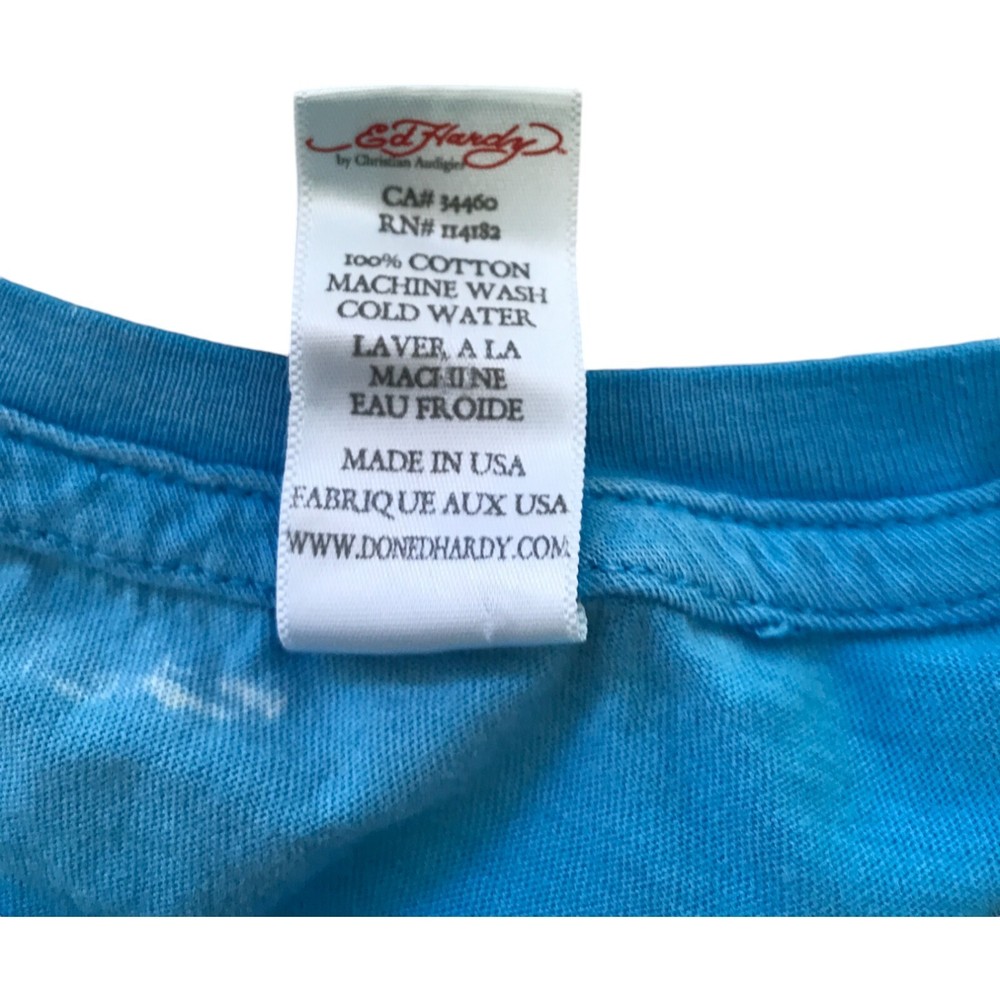 Ed Hardy
by Christian Audigier
CA# 34460
RN# 114182
100% COTTON
MACHINE WASH
COLD WATER
LAVER A LA
MACHINE
EAU FROIDE
MADE IN USA
FABRIQUE AUX USA
WWW.DONEDHARDY.COM